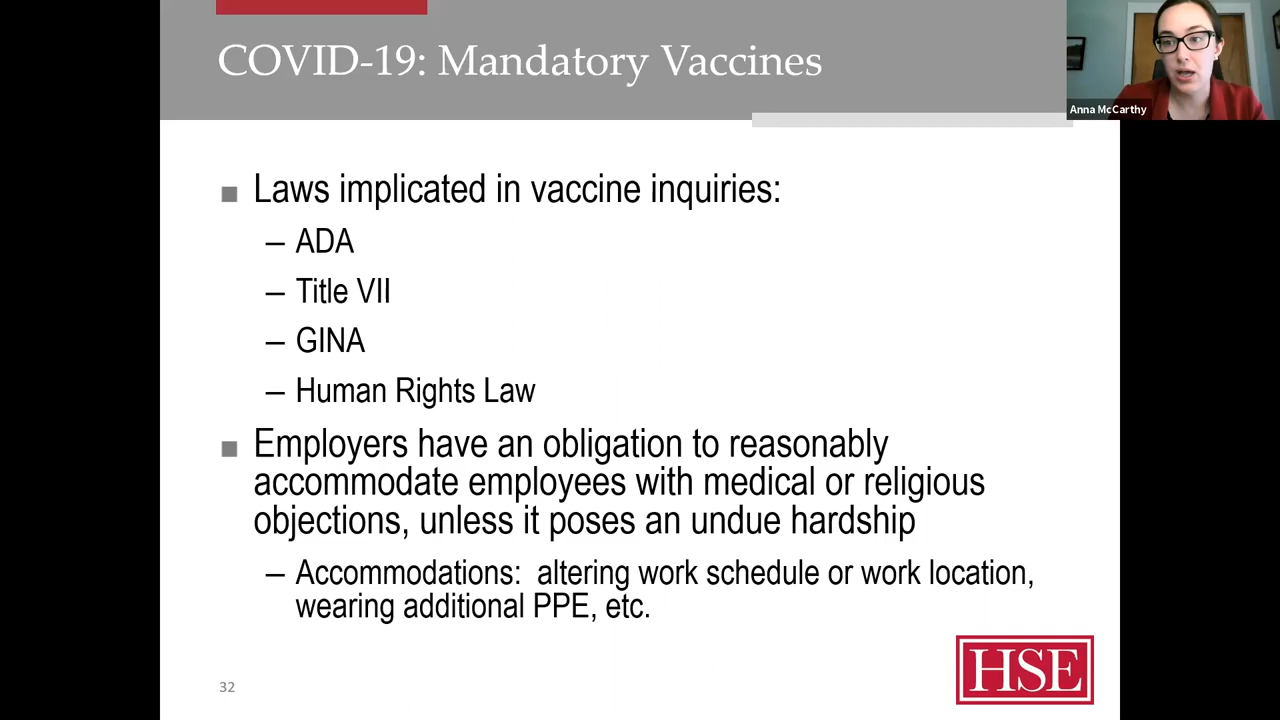 COVID-19: Mandatory Vaccines
Anna McCarthy
■ Laws implicated in vaccine inquiries:
– ADA
– Title VII
– GINA
– Human Rights Law
■ Employers have an obligation to reasonably
accommodate employees with medical or religious
objections, unless it poses an undue hardship
– Accommodations:  altering work schedule or work location,
wearing additional PPE, etc.
32
HSE